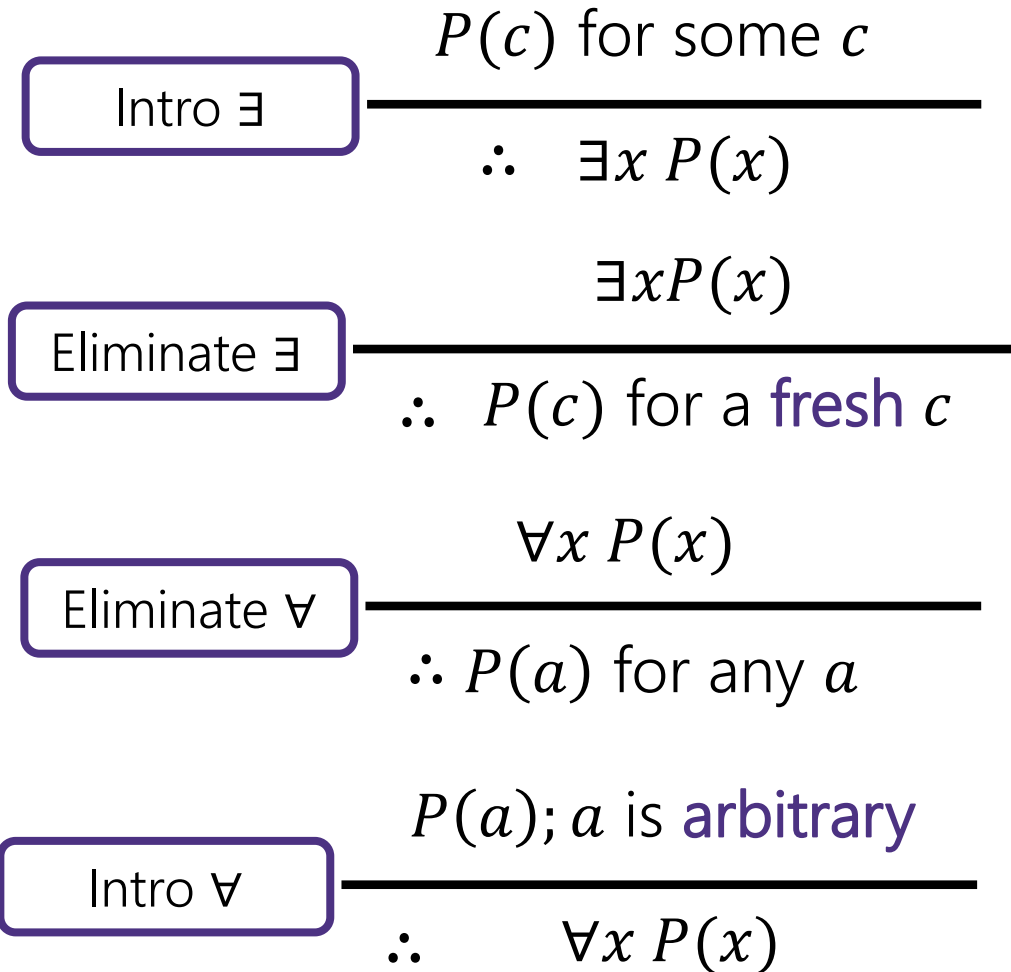 P(c) for some c
Intro ∃
∴ ∃x P(x)
∃xP(x)
Eliminate ∃
∴ P(c) for a fresh c
∀x P(x)
Eliminate ∀
∴ P(a) for any a
P(a); a is arbitrary
Intro ∀
∴ ∀x P(x)